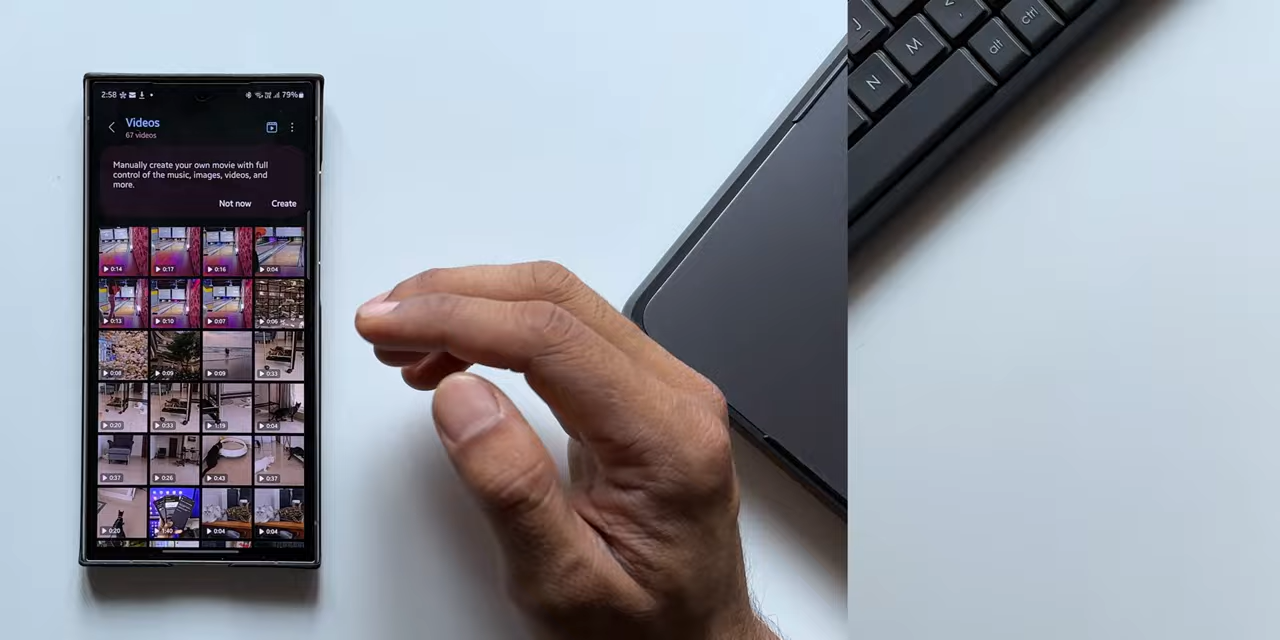 2:58
79%
Videos
67 videos
Manually create your own movie with full
control of the music, images, videos, and
more.
Not now Create
0:14 0:17 0:16 0:04
0:13 0:10 0:07 0:06
0:08 0:09 0:09 0:33
0:20 0:33 1:19 0:04
0:37 0:26 0:43 0:37
0:20 1:40 0:04 0:04
J
N
M
<
alt
ctrl